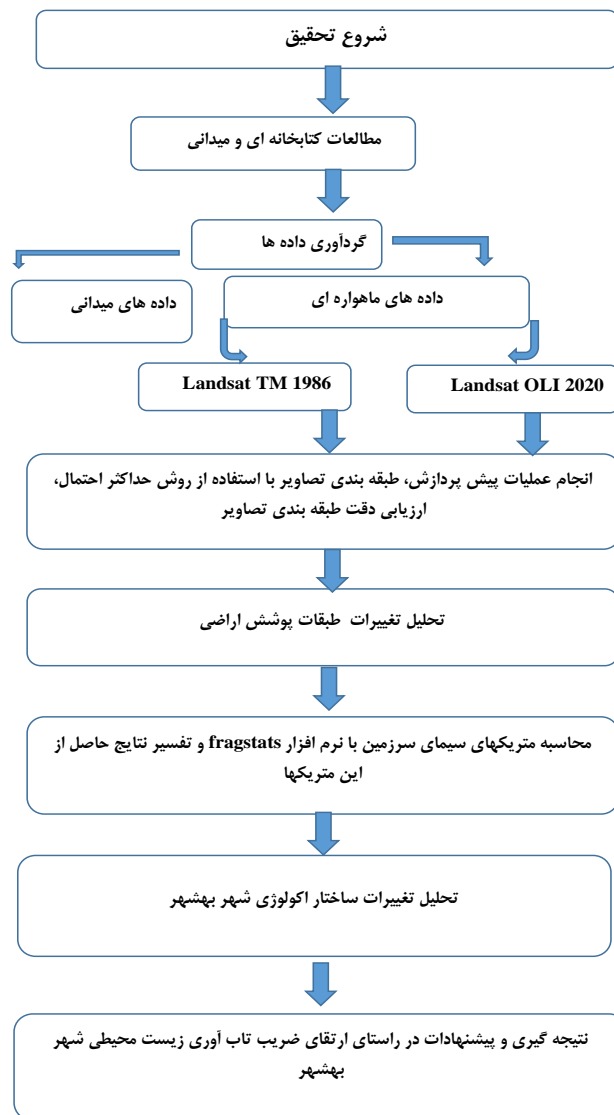 شروع تحقیق
مطالعات کتابخانه ای و میدانی
گردآوری داده ها
داده های ماهواره ای
داده های میدانی
Landsat TM 1986
Landsat OLI 2020
انجام عملیات پیش پردازش، طبقه بندی تصاویر با استفاده از روش حداکثر احتمال،
ارزیابی دقت طبقه بندی تصاویر
تحلیل تغییرات طبقات پوشش اراضی
محاسبه متریکهای سیمای سرزمین با نرم افزار fragstats و تفسیر نتایج حاصل از
این متریکها
تحلیل تغییرات ساختار اکولوژی شهر بهشهر
نتیجه گیری و پیشنهادات در راستای ارتقای ضریب تاب آوری زیست محیطی شهر
بهشهر